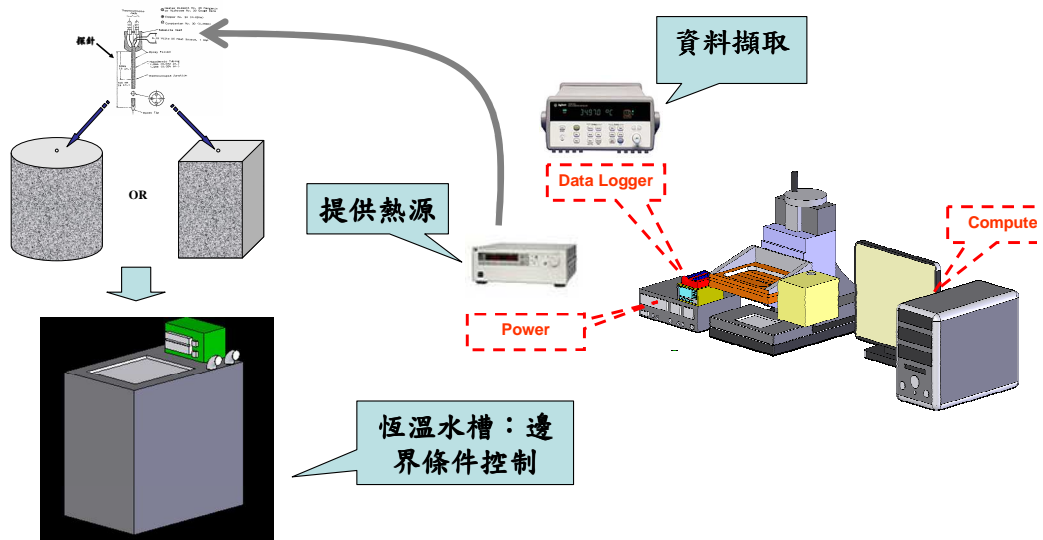 探針
OR
資料擷取
34970 °C
Data Logger
提供熱源
Compute
Power
恆溫水槽：邊
界條件控制